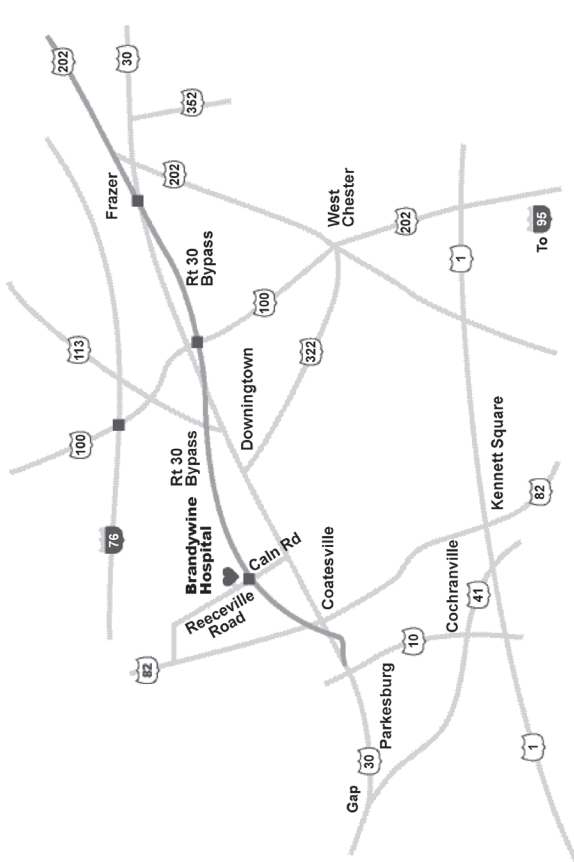 202
113
100
76
Frazer
30
82
202
Brandywine
Hospital
Rt 30
Bypass
Rt 30
Bypass
352
Reeceville
Road
Caln Rd
Downingtown
100
322
Coatesville
West
Chester
Gap
30
Parkesburg
202
10
Cochranville
1
41
Kennett Square
1
82
To 95